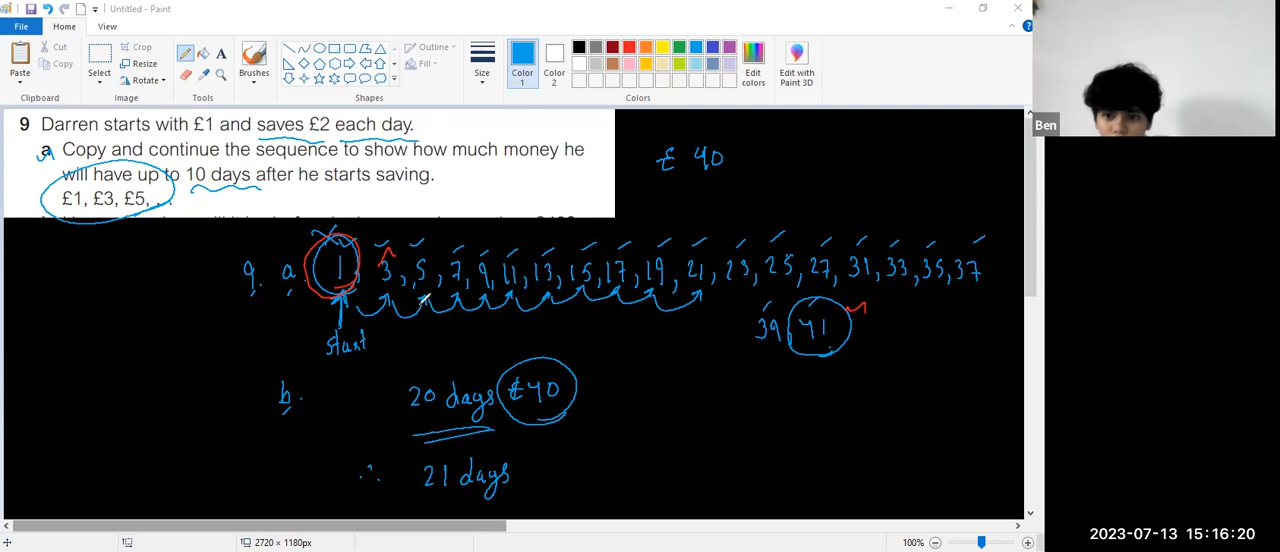 Untitled - Paint
File Home View
Paste Cut Copy Select Crop Resize Rotate Brushes Outline Fill Size Color 1 Color 2 Edit colors Edit with Paint 3D
Clipboard Image Tools Shapes Colors
Ben
9 Darren starts with £1 and saves £2 each day.
a Copy and continue the sequence to show how much money he
will have up to 10 days after he starts saving.
£1, £3, £5, ...
£ 40
9. a. 1 3, 5, 7, 9, 11, 13, 15, 17, 19, 21, 23, 25, 27, 31, 33, 35, 37
39, 41
start
b. 20 days £40
∴ 21 days
2720 × 1180px 100%
2023-07-13 15:16:20